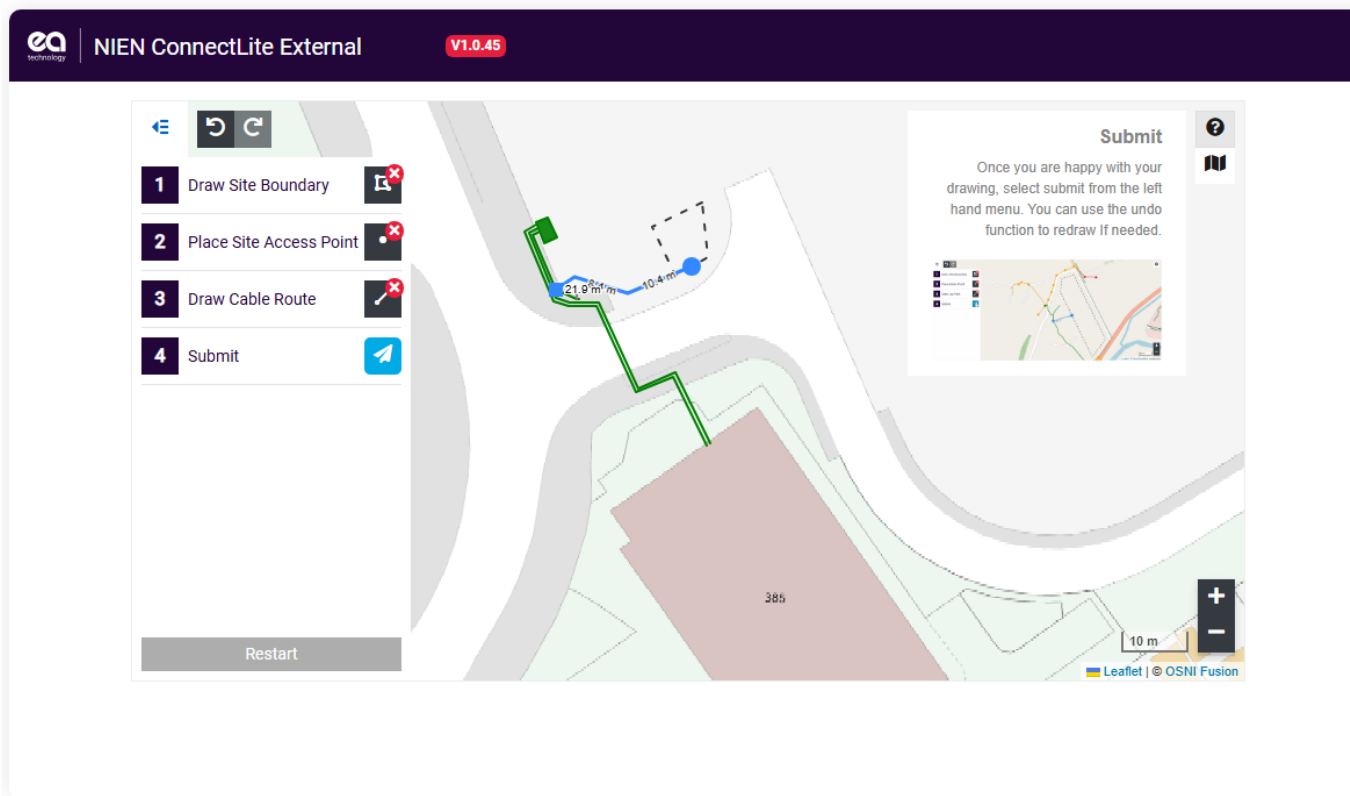 ea
technology
NIEN ConnectLite External
V1.0.45
1 Draw Site Boundary
2 Place Site Access Point
3 Draw Cable Route
4 Submit
Restart
Submit
Once you are happy with your
drawing, select submit from the left
hand menu. You can use the undo
function to redraw If needed.
21.9 m
m
10.4 m
385
+
−
10 m
Leaflet | © OSNI Fusion